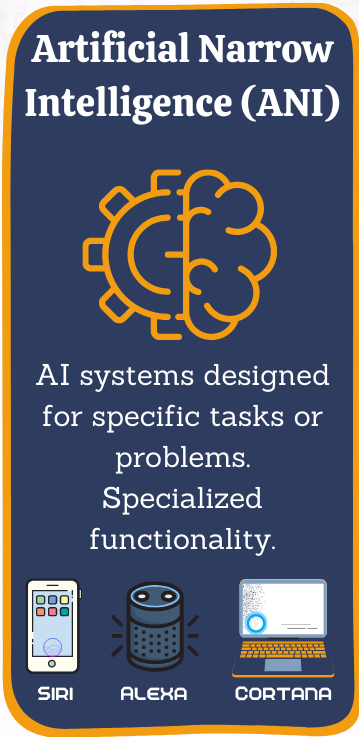 Artificial Narrow
Intelligence (ANI)
AI systems designed
for specific tasks or
problems.
Specialized
functionality.
SIRI ALEXA CORTANA